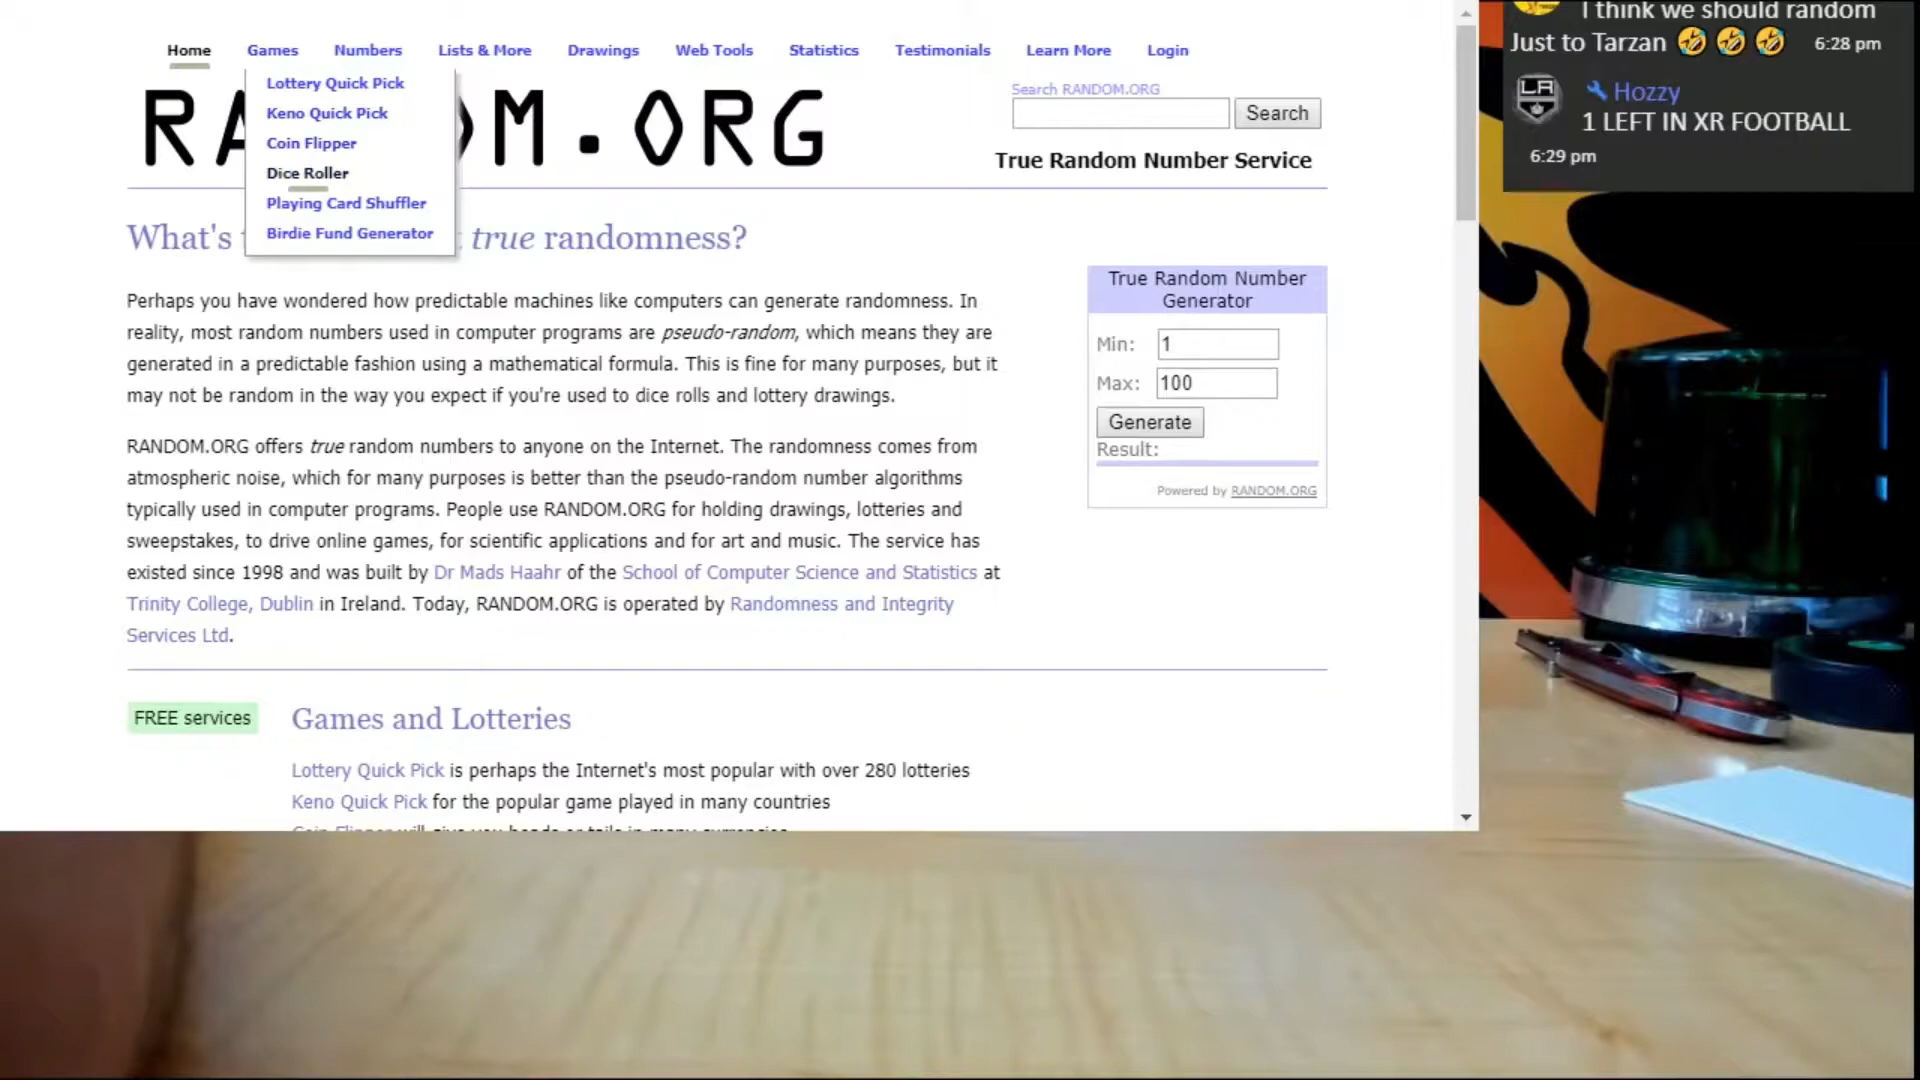 Home Games Numbers Lists & More Drawings Web Tools Statistics Testimonials Learn More Login
Lottery Quick Pick
Keno Quick Pick
Coin Flipper
Dice Roller
Playing Card Shuffler
Birdie Fund Generator
RA OM.ORG
Search RANDOM.ORG
Search
True Random Number Service
What's true randomness?
Perhaps you have wondered how predictable machines like computers can generate randomness. In
reality, most random numbers used in computer programs are pseudo-random, which means they are
generated in a predictable fashion using a mathematical formula. This is fine for many purposes, but it
may not be random in the way you expect if you're used to dice rolls and lottery drawings.
RANDOM.ORG offers true random numbers to anyone on the Internet. The randomness comes from
atmospheric noise, which for many purposes is better than the pseudo-random number algorithms
typically used in computer programs. People use RANDOM.ORG for holding drawings, lotteries and
sweepstakes, to drive online games, for scientific applications and for art and music. The service has
existed since 1998 and was built by Dr Mads Haahr of the School of Computer Science and Statistics at
Trinity College, Dublin in Ireland. Today, RANDOM.ORG is operated by Randomness and Integrity
Services Ltd.
True Random Number
Generator
Min: 1
Max: 100
Generate
Result:
Powered by RANDOM.ORG
FREE services
Games and Lotteries
Lottery Quick Pick is perhaps the Internet's most popular with over 280 lotteries
Keno Quick Pick for the popular game played in many countries
Coin Flipper will give you heads or tails in many currencies
I think we should random
Just to Tarzan 🤣 🤣 🤣 6:28 pm
LA
Hozzy
1 LEFT IN XR FOOTBALL
6:29 pm